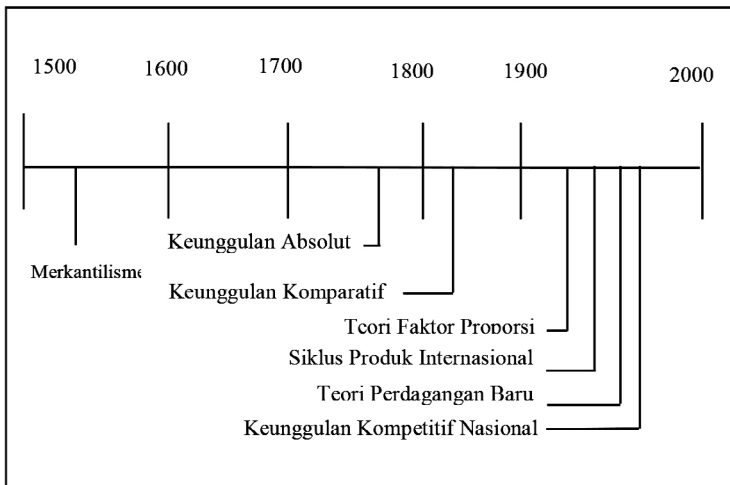 1500 1600 1700 1800 1900 2000
Keunggulan Absolut
Merkantilisme
Keunggulan Komparatif
Teori Faktor Proporsi
Siklus Produk Internasional
Teori Perdagangan Baru
Keunggulan Kompetitif Nasional